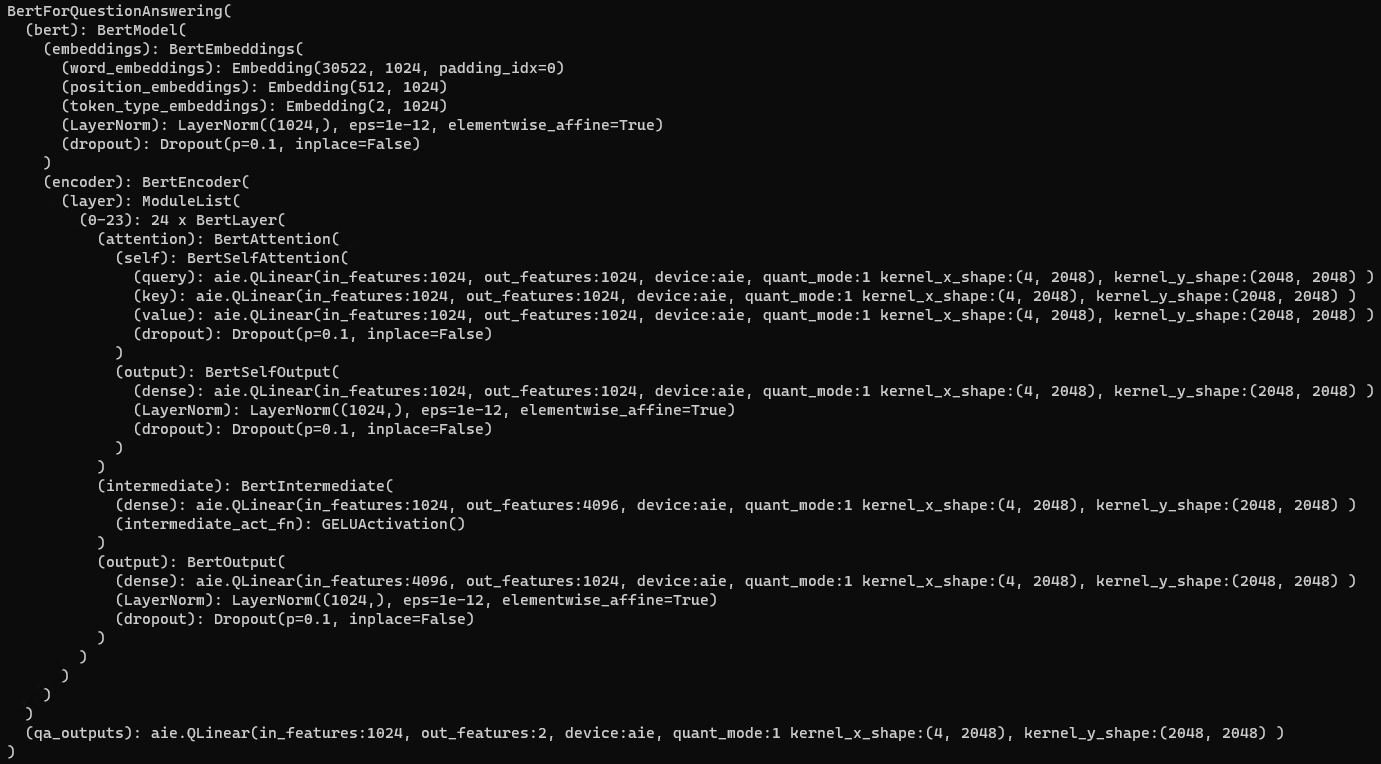 BertForQuestionAnswering(
  (bert): BertModel(
    (embeddings): BertEmbeddings(
      (word_embeddings): Embedding(30522, 1024, padding_idx=0)
      (position_embeddings): Embedding(512, 1024)
      (token_type_embeddings): Embedding(2, 1024)
      (LayerNorm): LayerNorm((1024,), eps=1e-12, elementwise_affine=True)
      (dropout): Dropout(p=0.1, inplace=False)
    )
    (encoder): BertEncoder(
      (layer): ModuleList(
        (0-23): 24 x BertLayer(
          (attention): BertAttention(
            (self): BertSelfAttention(
              (query): aie.QLinear(in_features:1024, out_features:1024, device:aie, quant_mode:1 kernel_x_shape:(4, 2048), kernel_y_shape:(2048, 2048) )
              (key): aie.QLinear(in_features:1024, out_features:1024, device:aie, quant_mode:1 kernel_x_shape:(4, 2048), kernel_y_shape:(2048, 2048) )
              (value): aie.QLinear(in_features:1024, out_features:1024, device:aie, quant_mode:1 kernel_x_shape:(4, 2048), kernel_y_shape:(2048, 2048) )
              (dropout): Dropout(p=0.1, inplace=False)
            )
            (output): BertSelfOutput(
              (dense): aie.QLinear(in_features:1024, out_features:1024, device:aie, quant_mode:1 kernel_x_shape:(4, 2048), kernel_y_shape:(2048, 2048) )
              (LayerNorm): LayerNorm((1024,), eps=1e-12, elementwise_affine=True)
              (dropout): Dropout(p=0.1, inplace=False)
            )
          )
          (intermediate): BertIntermediate(
            (dense): aie.QLinear(in_features:1024, out_features:4096, device:aie, quant_mode:1 kernel_x_shape:(4, 2048), kernel_y_shape:(2048, 2048) )
            (intermediate_act_fn): GELUActivation()
          )
          (output): BertOutput(
            (dense): aie.QLinear(in_features:4096, out_features:1024, device:aie, quant_mode:1 kernel_x_shape:(4, 2048), kernel_y_shape:(2048, 2048) )
            (LayerNorm): LayerNorm((1024,), eps=1e-12, elementwise_affine=True)
            (dropout): Dropout(p=0.1, inplace=False)
          )
        )
      )
    )
  )
  (qa_outputs): aie.QLinear(in_features:1024, out_features:2, device:aie, quant_mode:1 kernel_x_shape:(4, 2048), kernel_y_shape:(2048, 2048) )
)